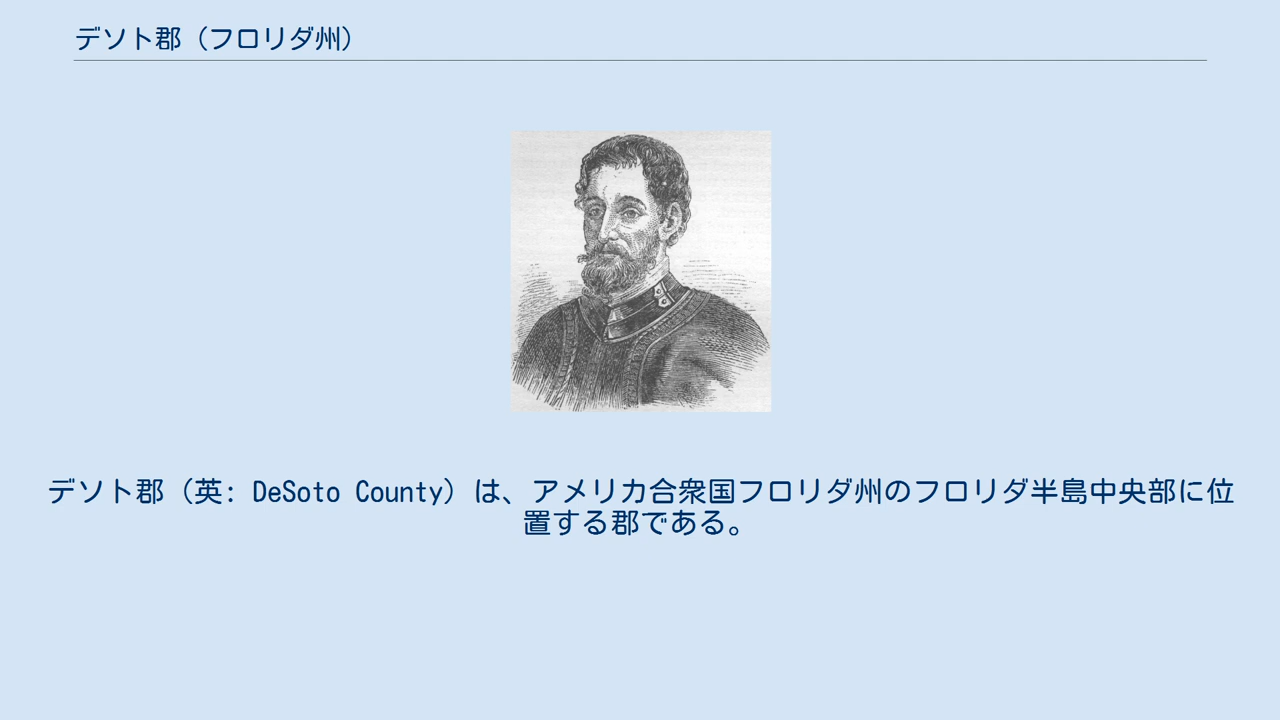 デソト郡（フロリダ州）
デソト郡（英: DeSoto County）は、アメリカ合衆国フロリダ州のフロリダ半島中央部に位
置する郡である。